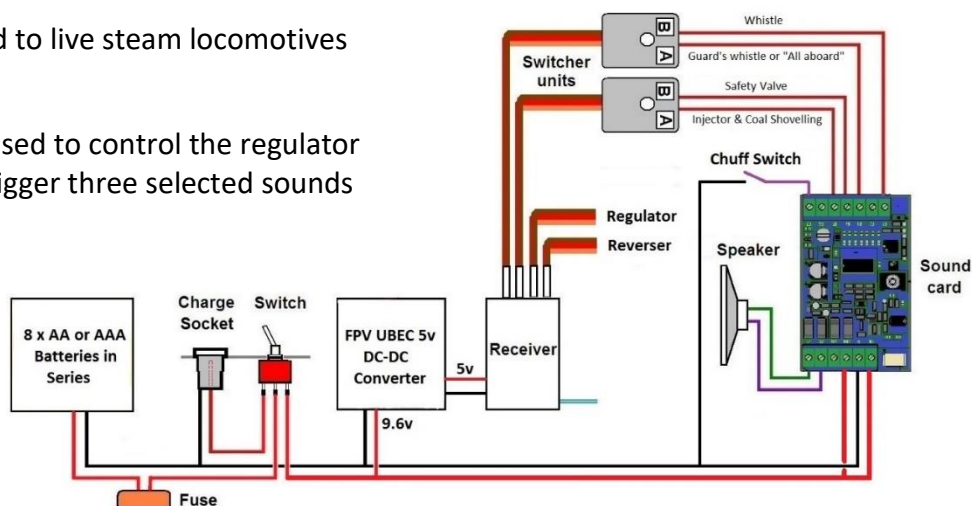 d to live steam locomotives
sed to control the regulator
igger three selected sounds
Whistle
Guard's whistle or "All aboard"
Switcher
units
Safety Valve
Injector & Coal Shovelling
B
A
B
A
Chuff Switch
Regulator
Reverser
Speaker
Sound
card
8 x AA or AAA
Batteries in
Series
Charge
Socket
Switch
FPV UBEC 5v
DC-DC
Converter
5v
Receiver
9.6v
Fuse